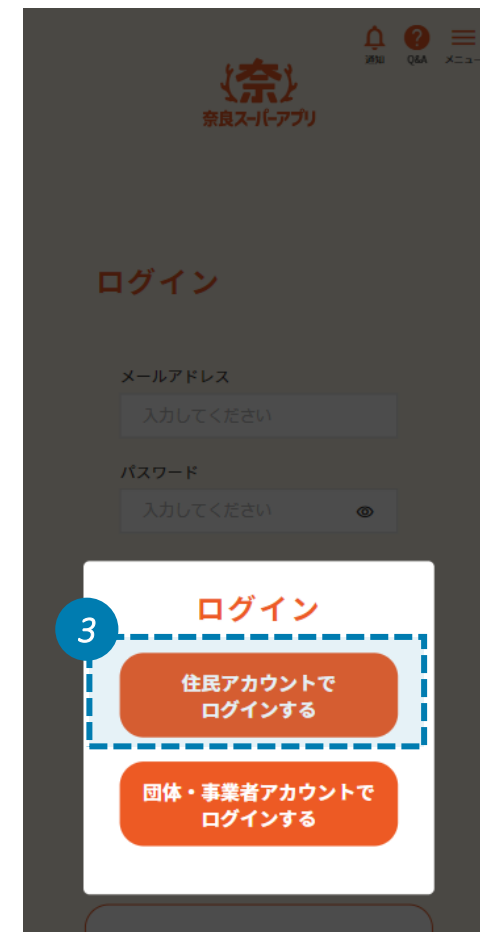 通知 Q&A メニュー
奈
奈良スーパーアプリ
ログイン
メールアドレス
入力してください
パスワード
入力してください
ログイン
3
住民アカウントで
ログインする
団体・事業者アカウントで
ログインする